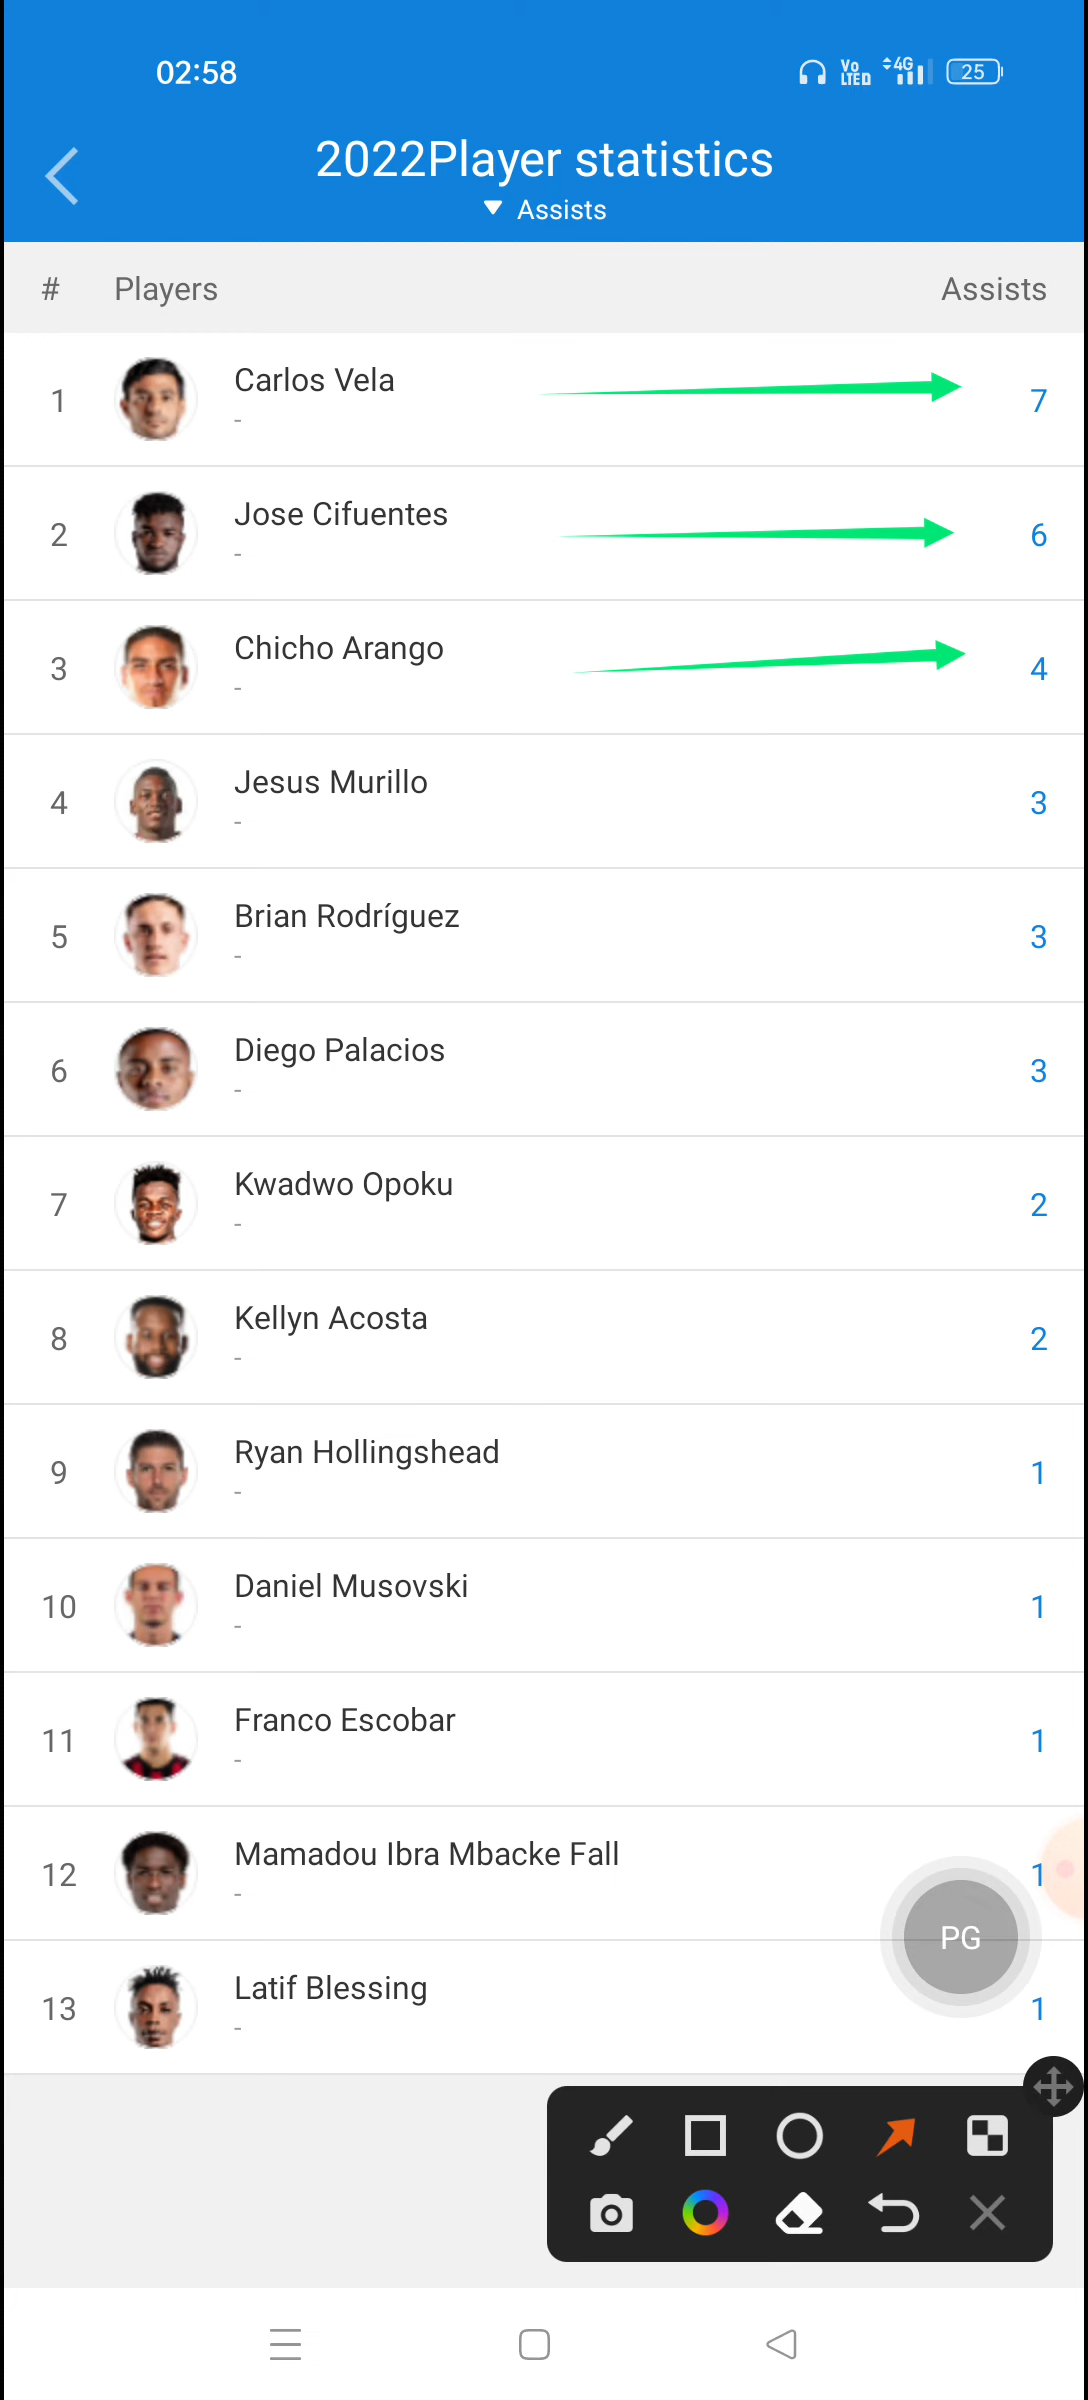 02:58
Vo LTED 4G 25
2022Player statistics
Assists
# Players Assists
1 Carlos Vela 7
-
2 Jose Cifuentes 6
-
3 Chicho Arango 4
-
4 Jesus Murillo 3
-
5 Brian Rodríguez 3
-
6 Diego Palacios 3
-
7 Kwadwo Opoku 2
-
8 Kellyn Acosta 2
-
9 Ryan Hollingshead 1
-
10 Daniel Musovski 1
-
11 Franco Escobar 1
-
12 Mamadou Ibra Mbacke Fall 1
-
PG
13 Latif Blessing 1
-